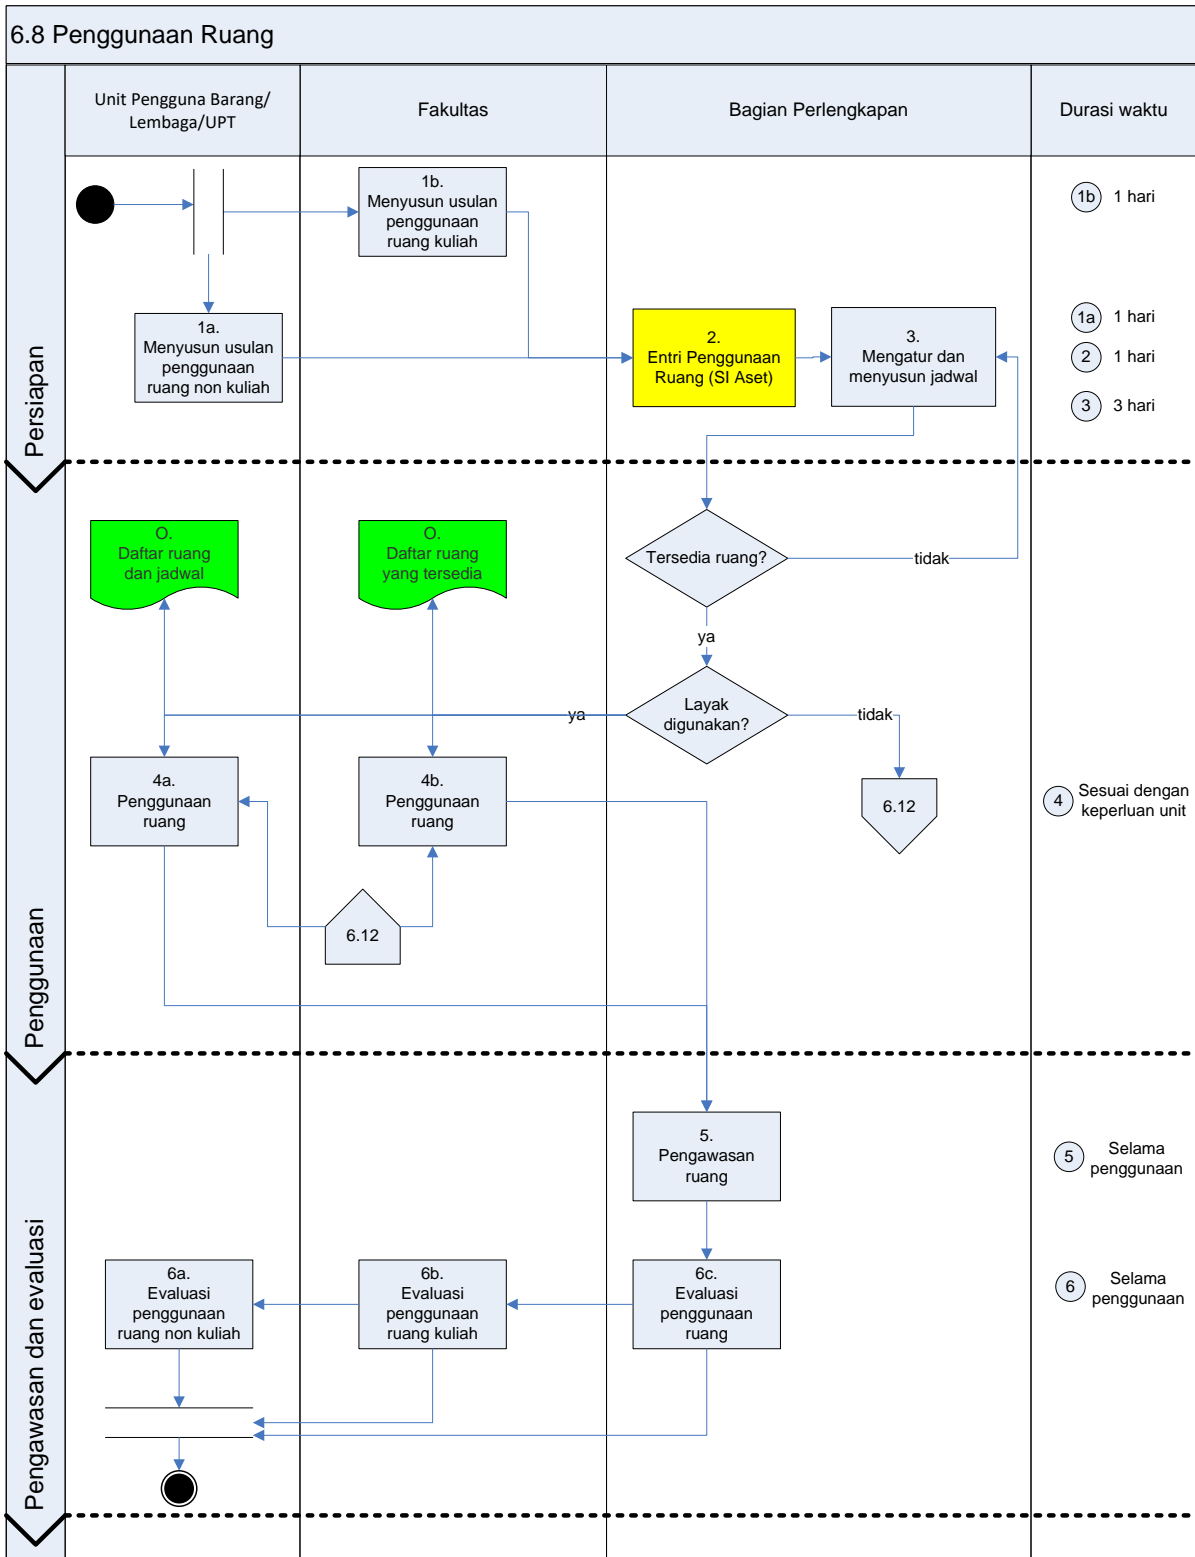 6.8 Penggunaan Ruang
Unit Pengguna Barang/
Lembaga/UPT
Fakultas
Bagian Perlengkapan
Durasi waktu
Persiapan
1b.
Menyusun usulan
penggunaan
ruang kuliah
1b 1 hari
1a.
Menyusun usulan
penggunaan
ruang non kuliah
2.
Entri Penggunaan
Ruang (SI Aset)
3.
Mengatur dan
menyusun jadwal
1a 1 hari
2 1 hari
3 3 hari
Penggunaan
O.
Daftar ruang
dan jadwal
O.
Daftar ruang
yang tersedia
Tersedia ruang?
tidak
ya
Layak
digunakan?
ya
tidak
4a.
Penggunaan
ruang
4b.
Penggunaan
ruang
6.12
4 Sesuai dengan
keperluan unit
6.12
Pengawasan dan evaluasi
5.
Pengawasan
ruang
5 Selama
penggunaan
6a.
Evaluasi
penggunaan
ruang non kuliah
6b.
Evaluasi
penggunaan
ruang kuliah
6c.
Evaluasi
penggunaan
ruang
6 Selama
penggunaan